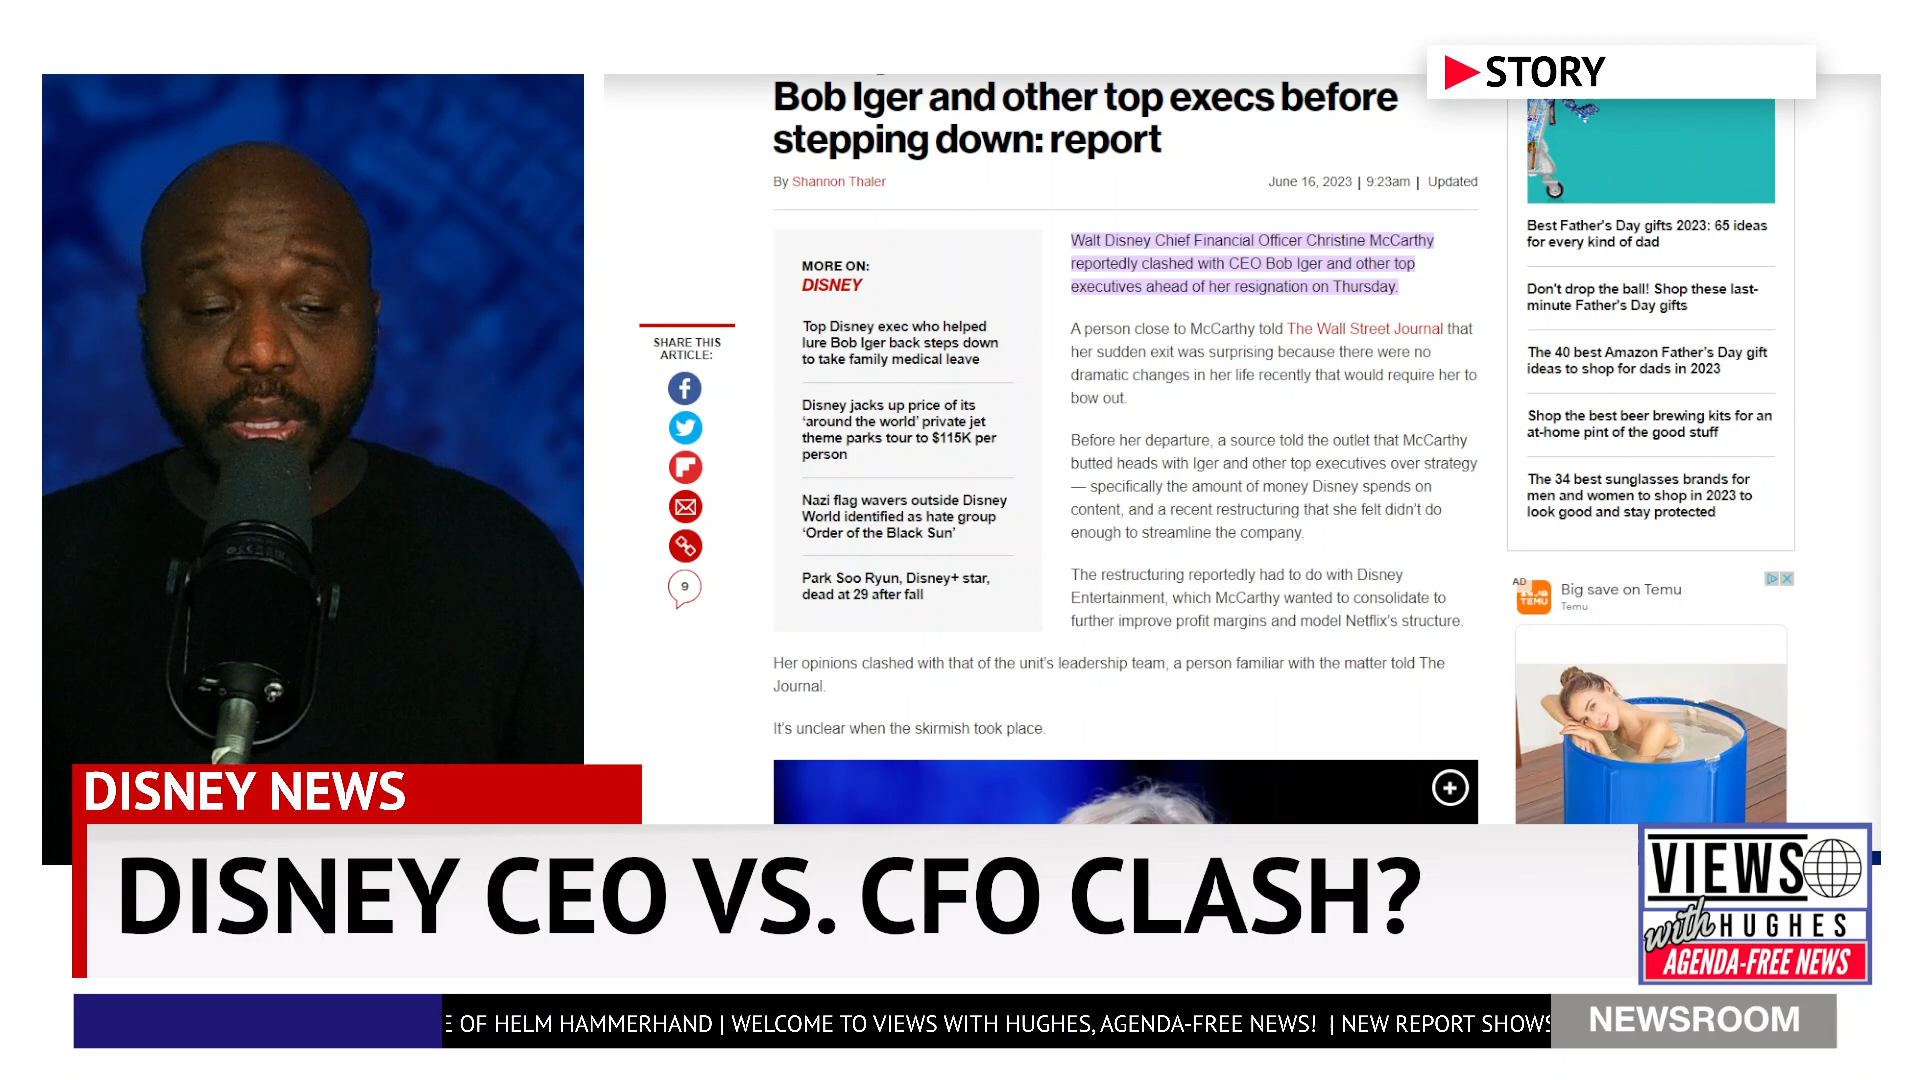 STORY
Bob Iger and other top execs before
stepping down: report
By Shannon Thaler
June 16, 2023 | 9:23am | Updated
SHARE THIS
ARTICLE:
9
MORE ON:
DISNEY
Top Disney exec who helped
lure Bob Iger back steps down
to take family medical leave
Disney jacks up price of its
‘around the world’ private jet
theme parks tour to $115K per
person
Nazi flag wavers outside Disney
World identified as hate group
‘Order of the Black Sun’
Park Soo Ryun, Disney+ star,
dead at 29 after fall
Walt Disney Chief Financial Officer Christine McCarthy
reportedly clashed with CEO Bob Iger and other top
executives ahead of her resignation on Thursday.
A person close to McCarthy told The Wall Street Journal that
her sudden exit was surprising because there were no
dramatic changes in her life recently that would require her to
bow out.
Before her departure, a source told the outlet that McCarthy
butted heads with Iger and other top executives over strategy
— specifically the amount of money Disney spends on
content, and a recent restructuring that she felt didn’t do
enough to streamline the company.
The restructuring reportedly had to do with Disney
Entertainment, which McCarthy wanted to consolidate to
further improve profit margins and model Netflix’s structure.
Her opinions clashed with that of the unit’s leadership team, a person familiar with the matter told The
Journal.
It’s unclear when the skirmish took place.
Best Father's Day gifts 2023: 65 ideas
for every kind of dad
Don't drop the ball! Shop these last-
minute Father's Day gifts
The 40 best Amazon Father’s Day gift
ideas to shop for dads in 2023
Shop the best beer brewing kits for an
at-home pint of the good stuff
The 34 best sunglasses brands for
men and women to shop in 2023 to
look good and stay protected
AD
TEMU
Big save on Temu
Temu
DISNEY NEWS
DISNEY CEO VS. CFO CLASH?
VIEWS
with HUGHES
AGENDA-FREE NEWS
OF HELM HAMMERHAND | WELCOME TO VIEWS WITH HUGHES, AGENDA-FREE NEWS! | NEW REPORT SHOWS
NEWSROOM